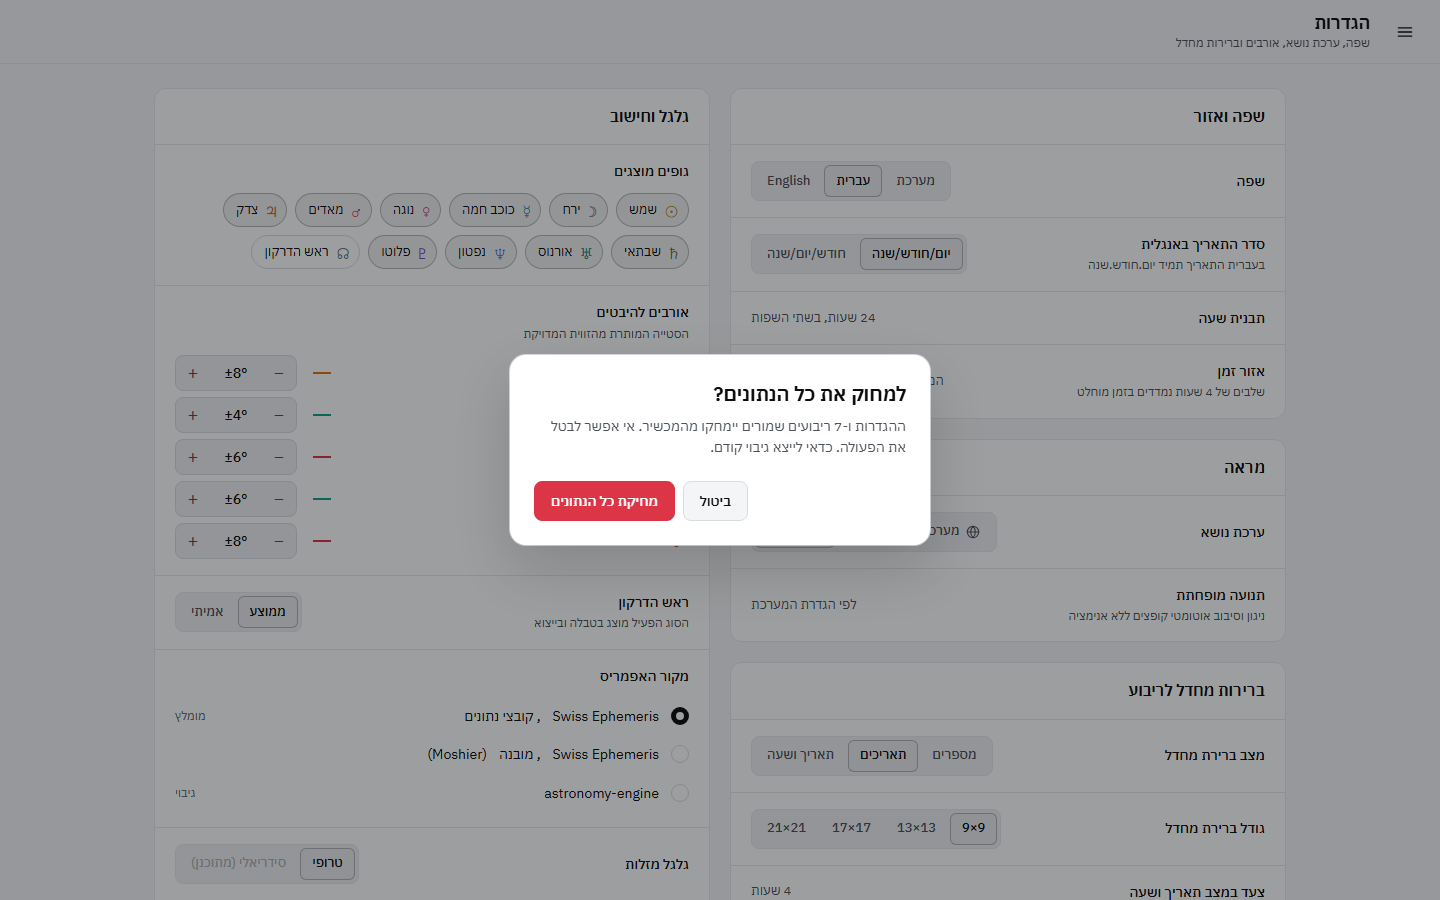 הגדרות
שפה, ערכת נושא, אורבים וברירות מחדל
שפה ואזור
שפה
מערכת עברית English
סדר התאריך באנגלית
בעברית התאריך תמיד יום.חודש.שנה
יום/חודש/שנה חודש/יום/שנה
תבנית שעה
24 שעות, בשתי השפות
אזור זמן
שלבים של 4 שעות נמדדים בזמן מוחלט
מראה
ערכת נושא
תנועה מופחתת
ניגון וסיבוב אוטומטי קופצים ללא אנימציה
לפי הגדרת המערכת
ברירות מחדל לריבוע
מצב ברירת מחדל
מספרים תאריכים תאריך ושעה
גודל ברירת מחדל
9×9 13×13 17×17 21×21
צעד במצב תאריך ושעה
4 שעות
גלגל וחישוב
גופים מוצגים
☉ שמש ☽ ירח ☿ כוכב חמה ♀ נוגה ♂ מאדים ♃ צדק
♄ שבתאי ♅ אורנוס ♆ נפטון ♇ פלוטו ☊ ראש הדרקון
אורבים להיבטים
הסטייה המותרת מהזווית המדויקת
− ±8° +
− ±4° +
− ±6° +
− ±6° +
− ±8° +
ראש הדרקון
הסוג הפעיל מוצג בטבלה ובייצוא
ממוצע אמיתי
מקור האפמריס
Swiss Ephemeris , קובצי נתונים
מומלץ
Swiss Ephemeris , מובנה (Moshier)
astronomy-engine
גיבוי
גלגל מזלות
טרופי סידריאלי (מתוכנן)
למחוק את כל הנתונים?
ההגדרות ו-7 ריבועים שמורים יימחקו מהמכשיר. אי אפשר לבטל
את הפעולה. כדאי לייצא גיבוי קודם.
ביטול
מחיקת כל הנתונים